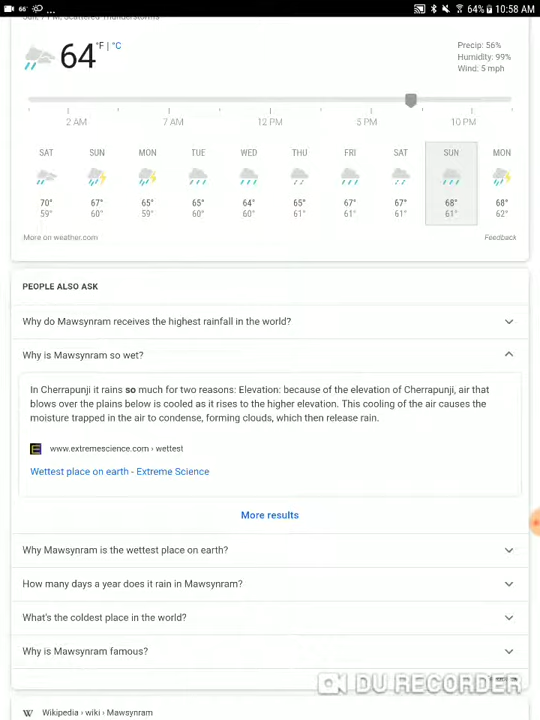 66°
64% 10:58 AM
Sun, 7 PM, Scattered Thunderstorms
64 °F | °C
Precip: 56%
Humidity: 99%
Wind: 5 mph
2 AM 7 AM 12 PM 5 PM 10 PM
SAT SUN MON TUE WED THU FRI SAT SUN MON
70° 67° 65° 65° 64° 65° 67° 67° 68° 68°
59° 60° 59° 60° 60° 61° 61° 61° 61° 62°
More on weather.com Feedback
PEOPLE ALSO ASK
Why do Mawsynram receives the highest rainfall in the world?
Why is Mawsynram so wet?
In Cherrapunji it rains so much for two reasons: Elevation: because of the elevation of Cherrapunji, air that
blows over the plains below is cooled as it rises to the higher elevation. This cooling of the air causes the
moisture trapped in the air to condense, forming clouds, which then release rain.
E www.extremescience.com › wettest
Wettest place on earth - Extreme Science
More results
Why Mawsynram is the wettest place on earth?
How many days a year does it rain in Mawsynram?
What's the coldest place in the world?
Why is Mawsynram famous?
DU RECORDER
W Wikipedia › wiki › Mawsynram